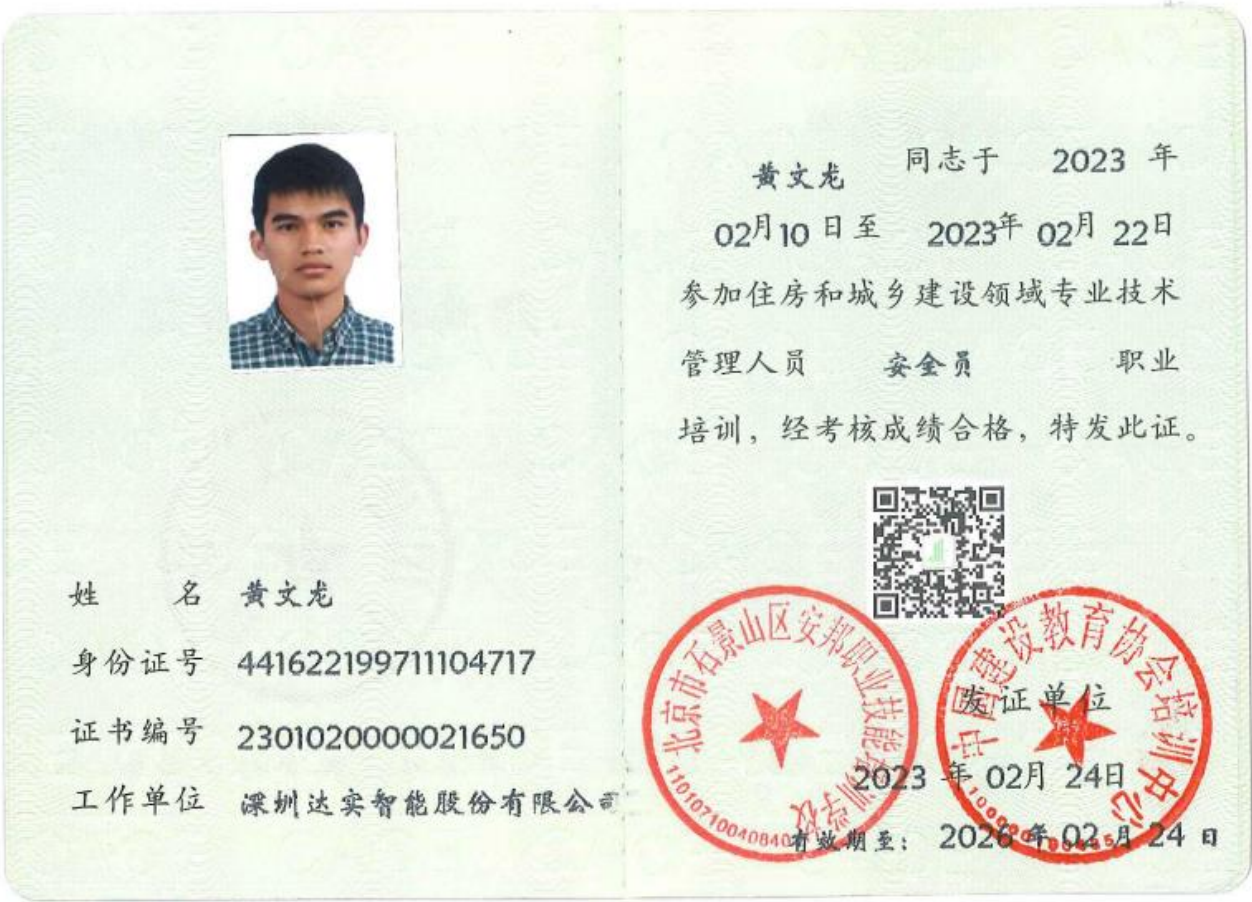 姓 名 黄文龙
身份证号 441622199711104717
证书编号 2301020000021650
工作单位 深圳达实智能股份有限公司
黄文龙 同志于 2023 年
02月10 日至 2023年 02月 22日
参加住房和城乡建设领域专业技术
管理人员 安全员 职业
培训，经考核成绩合格，特发此证。
北京市石景山区安邦职业技能培训学校
中国建设教育协会培训中心
发证单位
2023 年 02月 24日
有效期至： 2026 年 02 月 24 日